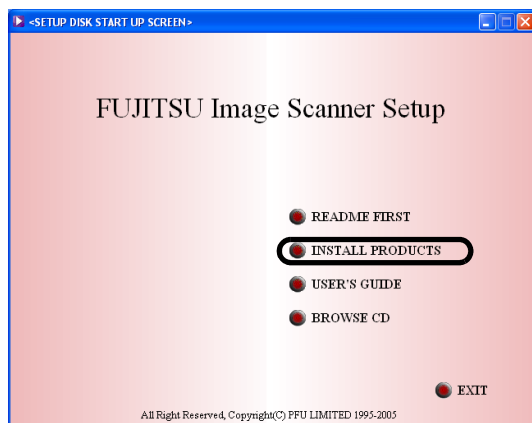 <SETUP DISK START UP SCREEN>
FUJITSU Image Scanner Setup
README FIRST
INSTALL PRODUCTS
USER'S GUIDE
BROWSE CD
EXIT
All Right Reserved, Copyright(C) PFU LIMITED 1995-2005